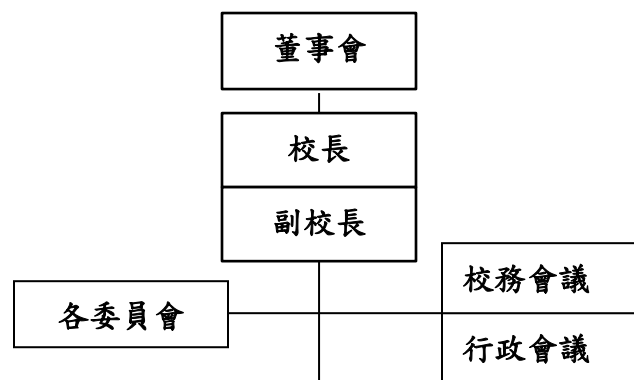 董事會
校長
副校長
校務會議
各委員會
行政會議